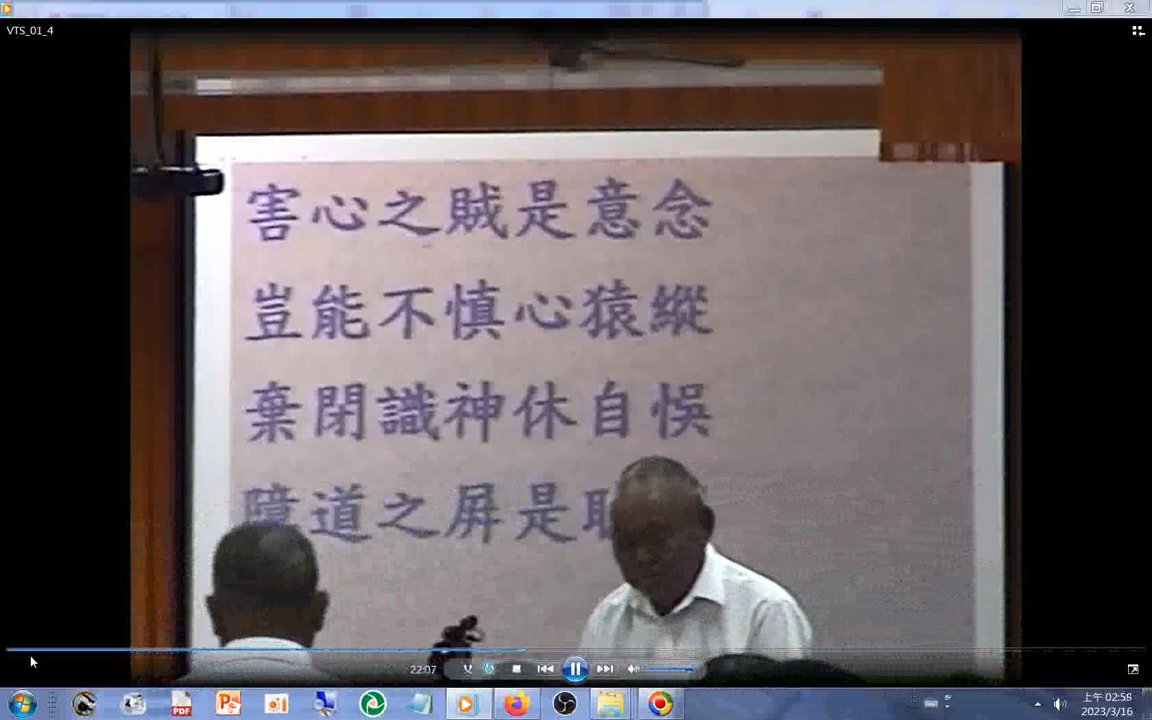 VTS_01_4
害心之賊是意念
豈能不慎心猿縱
棄閉識神休自悞
障道之屏是
22:07
PDF
上午 02:58
2023/3/16